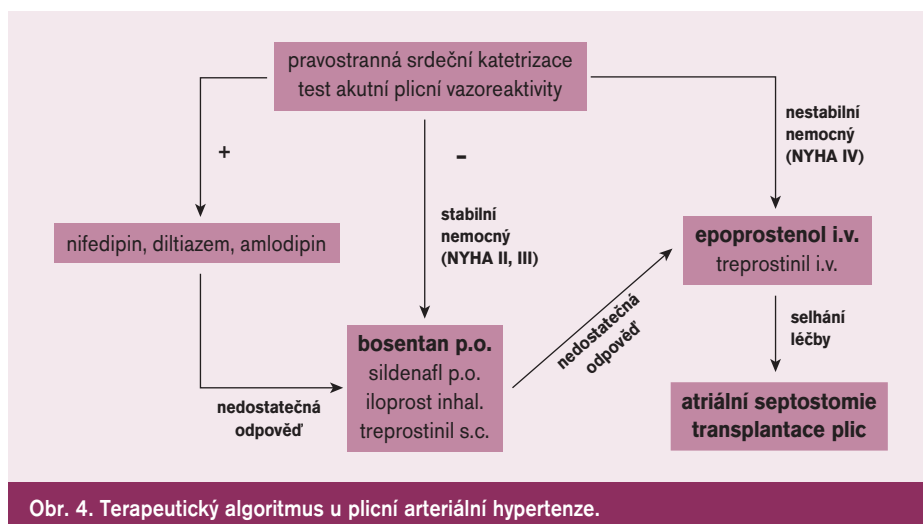 pravostranná srdeční katetrizace
test akutní plicní vazoreaktivity
+
-
nestabilní
nemocný
(NYHA IV)
nifedipin, diltiazem, amlodipin
stabilní
nemocný
(NYHA II, III)
epoprostenol i.v.
treprostinil i.v.
nedostatečná
odpověď
bosentan p.o.
sildenafl p.o.
iloprost inhal.
treprostinil s.c.
nedostatečná
odpověď
selhání
léčby
atriální septostomie
transplantace plic
Obr. 4. Terapeutický algoritmus u plicní arteriální hypertenze.